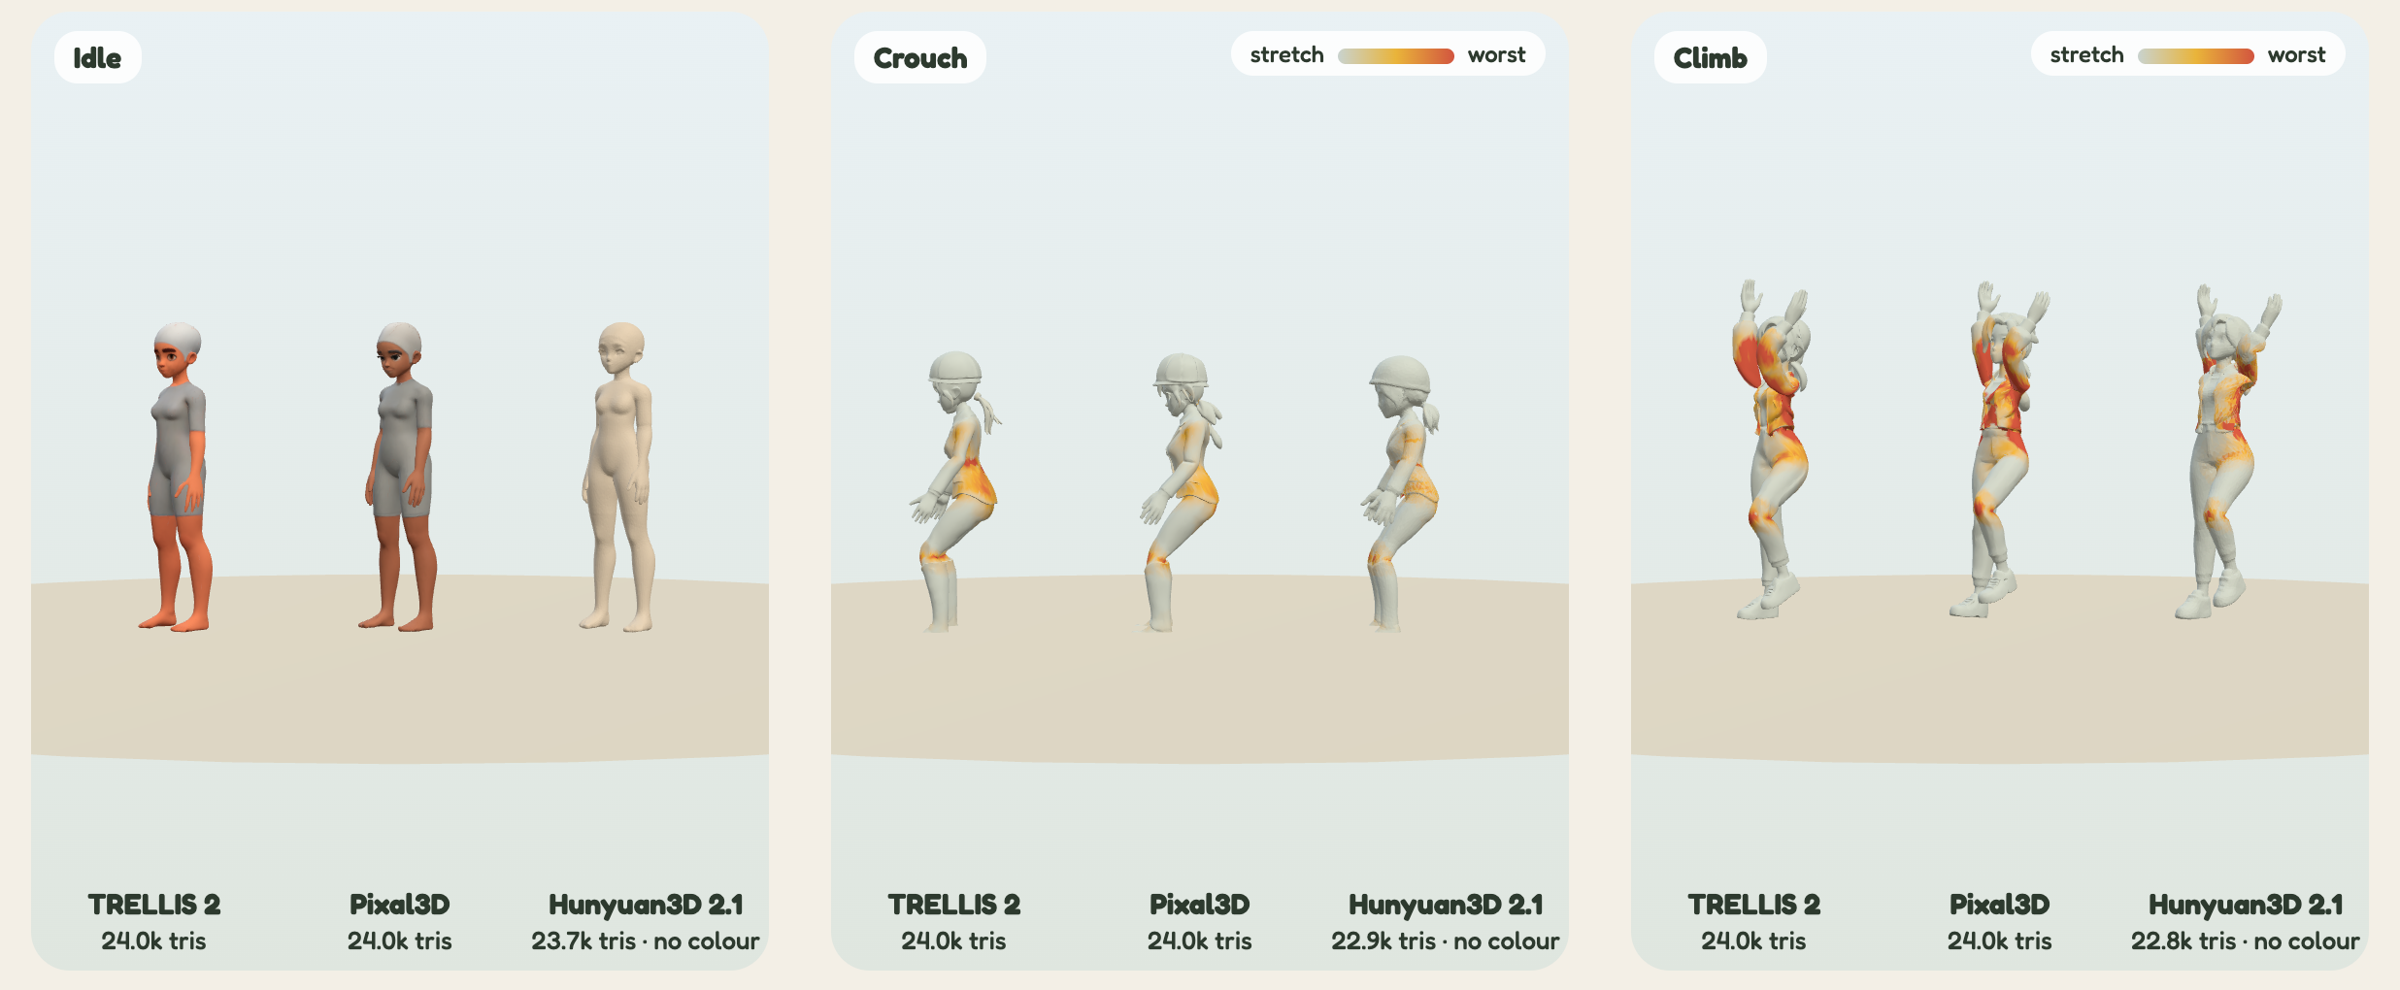 Idle
TRELLIS 2
24.0k tris
Pixal3D
24.0k tris
Hunyuan3D 2.1
23.7k tris · no colour
Crouch
stretch worst
TRELLIS 2
24.0k tris
Pixal3D
24.0k tris
Hunyuan3D 2.1
22.9k tris · no colour
Climb
stretch worst
TRELLIS 2
24.0k tris
Pixal3D
24.0k tris
Hunyuan3D 2.1
22.8k tris · no colour